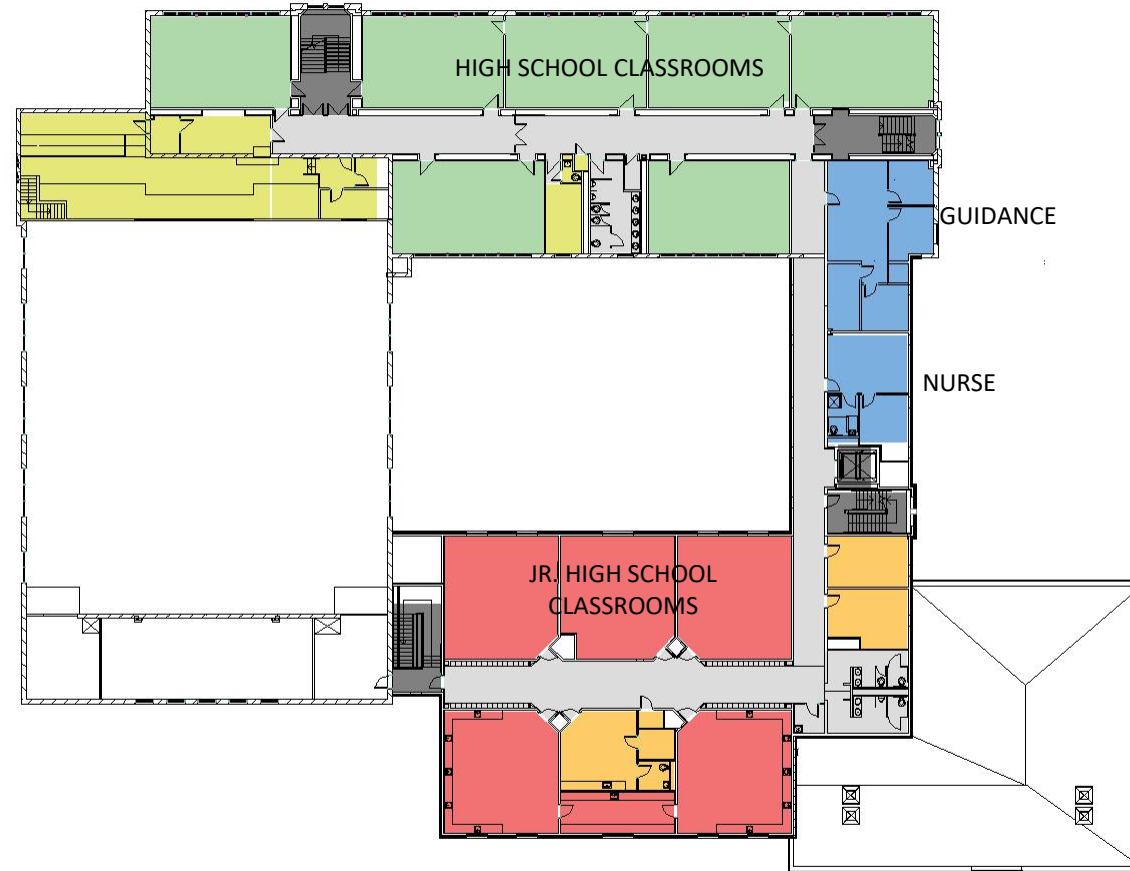 HIGH SCHOOL CLASSROOMS
GUIDANCE
NURSE
JR. HIGH SCHOOL
CLASSROOMS